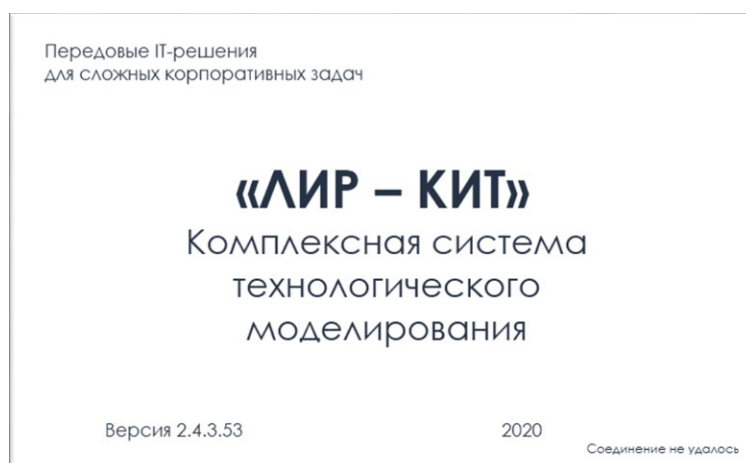 Передовые IT-решения
для сложных корпоративных задач
«ЛИР – КИТ»
Комплексная система
технологического
моделирования
Версия 2.4.3.53
2020
Соединение не удалось